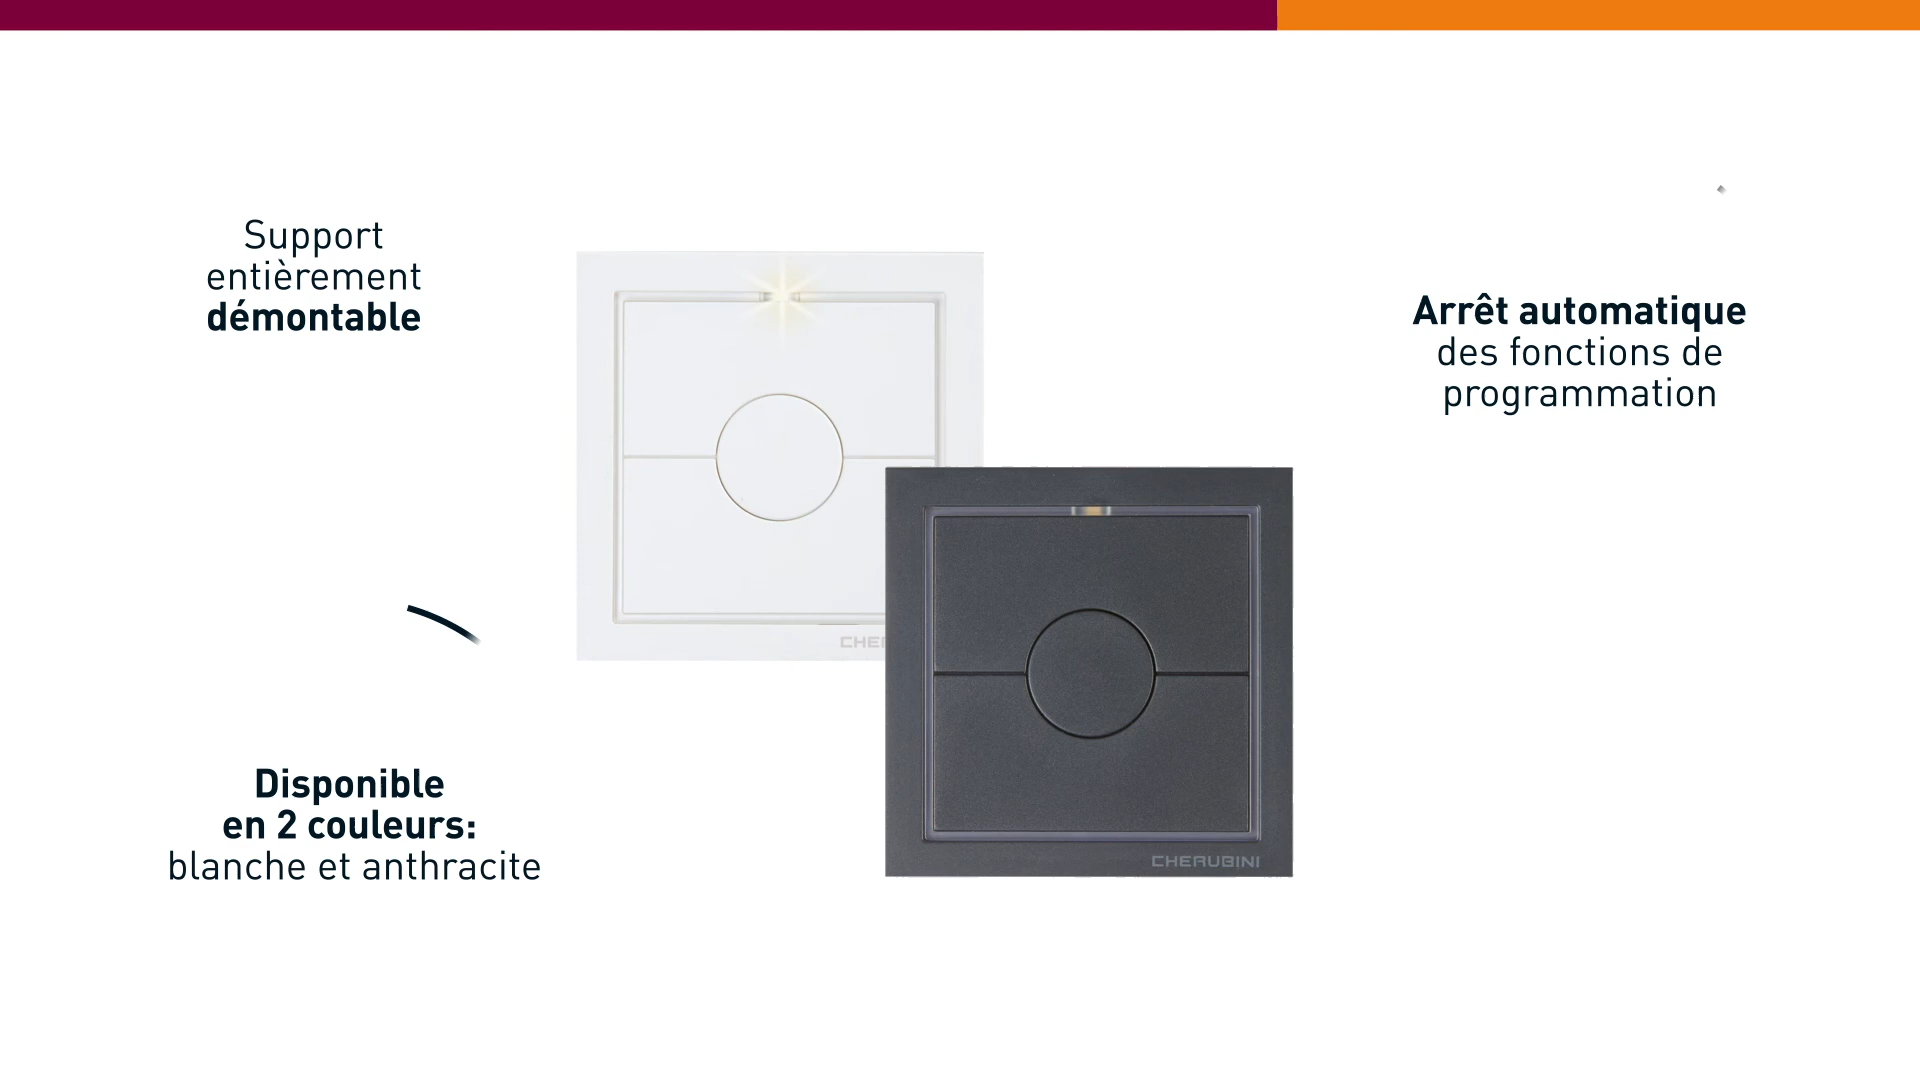 Support
entièrement
démontable
Arrêt automatique
des fonctions de
programmation
CHERUBINI
Disponible
en 2 couleurs:
blanche et anthracite